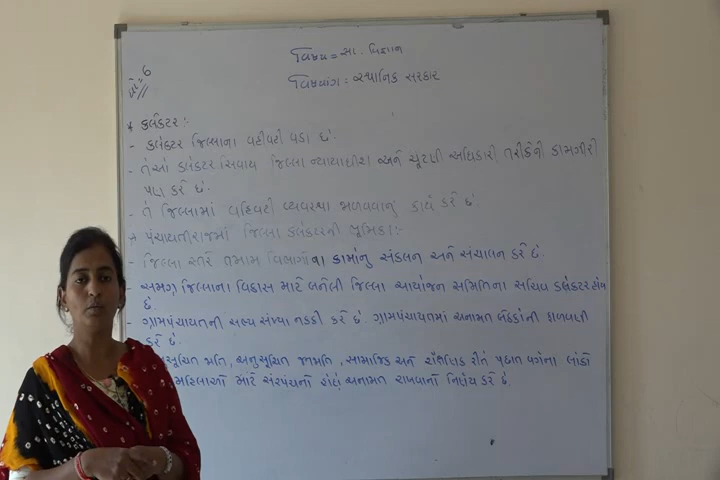 ધો-6
વિષય = સા. વિજ્ઞાન
વિષયાંગ : સ્થાનિક સરકાર
* કલેક્ટર :-
- કલેક્ટર જિલ્લાના વહીવટી વડા છે.
- તેઓ કલેક્ટર સિવાય જિલ્લા ન્યાયાધીશ અને ચૂંટણી અધિકારી તરીકેની કામગીરી
પણ કરે છે.
- તે જિલ્લામાં વહિવટી વ્યવસ્થા મળવવાનું કાર્ય કરે છે.
* પંચાયતીરાજમાં જિલ્લા કલેક્ટરની ભૂમિકા :-
- જિલ્લા સ્તરે તમામ વિભાગોના કામોનું સંકલન અને સંચાલન કરે છે.
- સમગ્ર જિલ્લાના વિકાસ માટે બનેલી જિલ્લા આયોજન સમિતિના સચિવ કલેક્ટર હોય
છે.
- ગ્રામપંચાયતની સભ્ય સંખ્યા નક્કી કરે છે. ગ્રામપંચાયતમાં અનામત બેઠકોની ફાળવણી
કરે છે.
જાતિ, અનુસૂચિત જનજાતિ, સામાજિક અને શૈક્ષણિક રીતે પછાત વર્ગના લોકો
મહિલાઓ માટે સરપંચનો હોદ્દો અનામત રાખવાનો નિર્ણય કરે છે